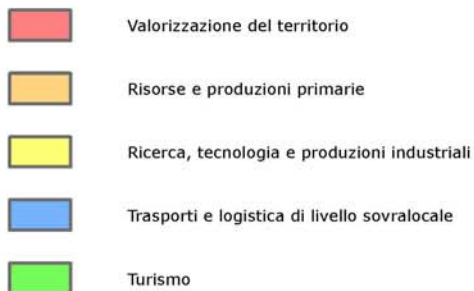 Valorizzazione del territorio
Risorse e produzioni primarie
Ricerca, tecnologia e produzioni industriali
Trasporti e logistica di livello sovralocale
Turismo